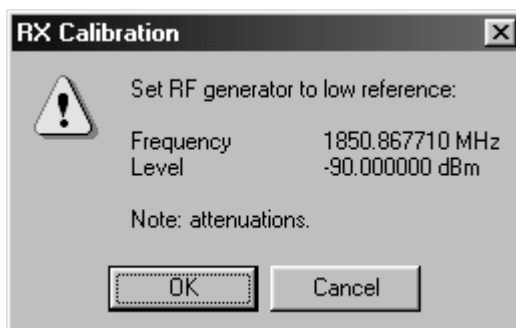 RX Calibration
Set RF generator to low reference:
Frequency 1850.867710 MHz
Level -90.000000 dBm
Note: attenuations.
OK Cancel